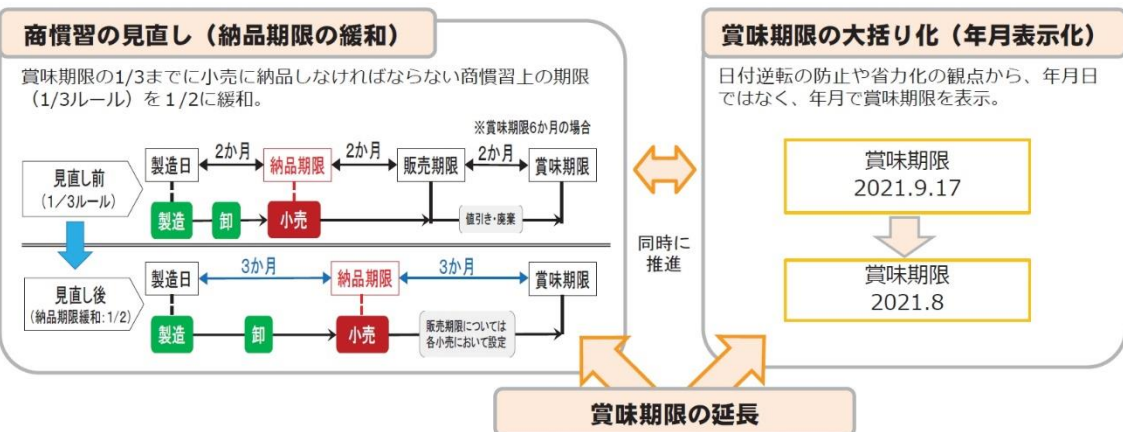 商慣習の見直し（納品期限の緩和）
賞味期限の1/3までに小売に納品しなければならない商慣習上の期限
（1/3ルール）を１/2に緩和。
※賞味期限6か月の場合
見直し前
（1／3ルール）
製造日
2か月
納品期限
2か月
販売期限
2か月
賞味期限
製造
卸
小売
値引き・廃棄
見直し後
（納品期限緩和：1/2）
製造日
3か月
納品期限
3か月
賞味期限
製造
卸
小売
販売期限については
各小売において設定
同時に
推進
賞味期限の大括り化（年月表示化）
日付逆転の防止や省力化の観点から、年月日
ではなく、年月で賞味期限を表示。
賞味期限
2021.9.17
賞味期限
2021.8
賞味期限の延長